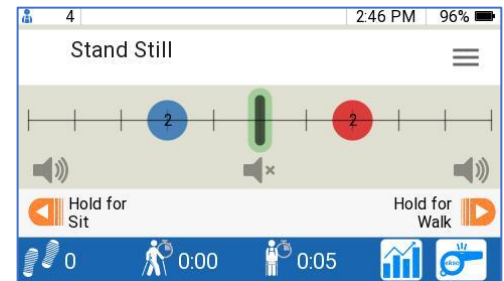 4 2:46 PM 96%
Stand Still
2 2
Hold for Hold for
Sit Walk
0 0:00 0:05